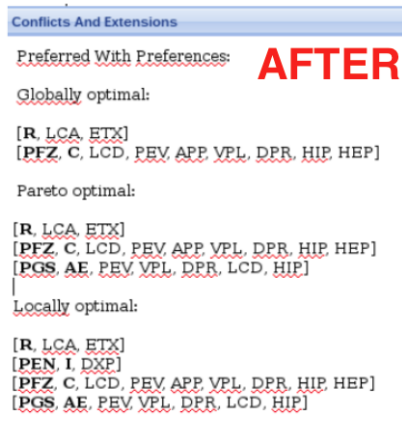 Conflicts And Extensions
Preferred With Preferences:
AFTER
Globally optimal:
[R, LCA, ETX]
[PFZ, C, LCD, PEV, APP, VPL, DPR, HIP, HEP]
Pareto optimal:
[R, LCA, ETX]
[PFZ, C, LCD, PEV, APP, VPL, DPR, HIP, HEP]
[PGS, AE, PEV, VPL, DPR, LCD, HIP]
Locally optimal:
[R, LCA, ETX]
[PEN, I, DXP]
[PFZ, C, LCD, PEV, APP, VPL, DPR, HIP, HEP]
[PGS, AE, PEV, VPL, DPR, LCD, HIP]